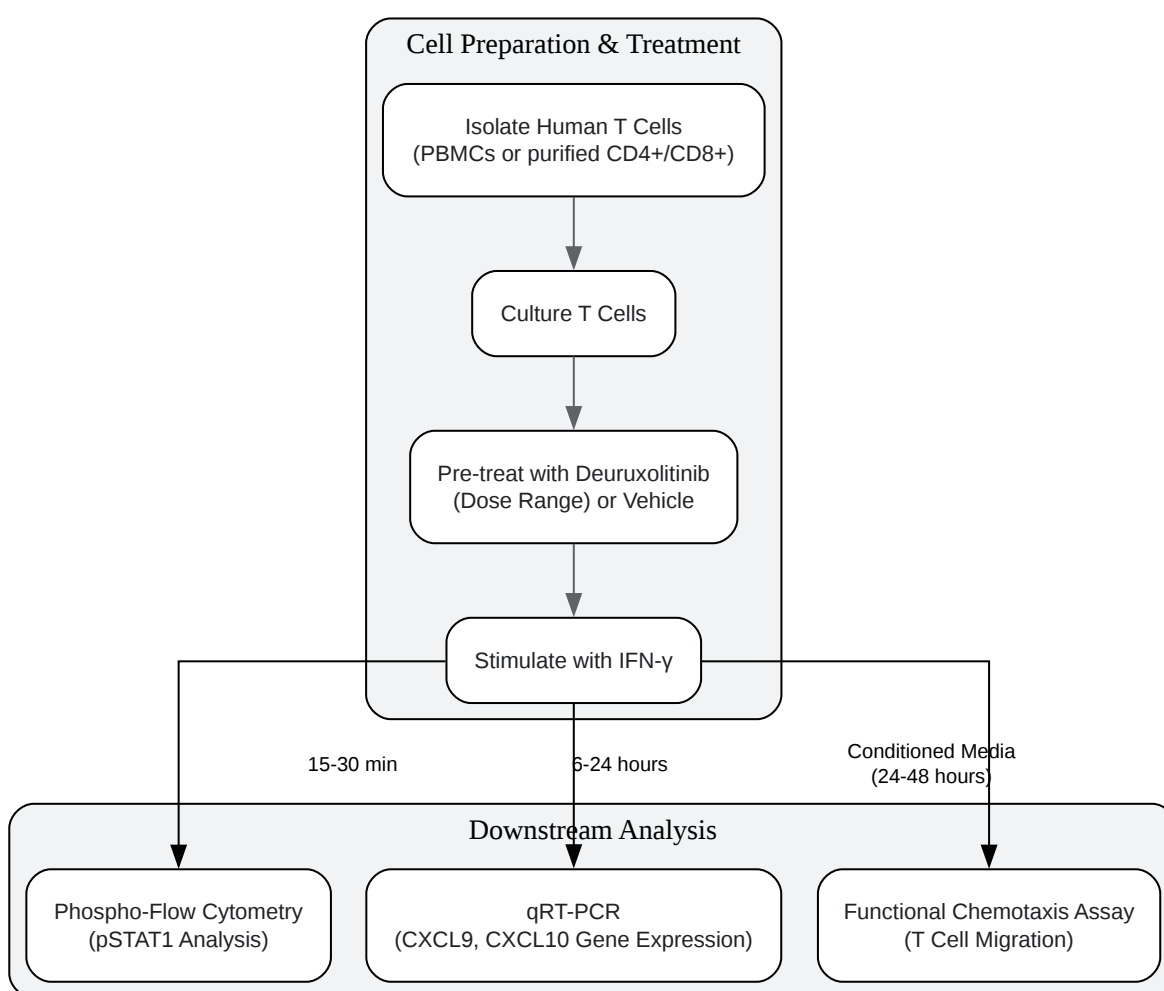 Cell Preparation & Treatment
Isolate Human T Cells
(PBMCs or purified CD4+/CD8+)
Culture T Cells
Pre-treat with Deuruxolitinib
(Dose Range) or Vehicle
Stimulate with IFN-γ
15-30 min
6-24 hours
Conditioned Media
(24-48 hours)
Downstream Analysis
Phospho-Flow Cytometry
(pSTAT1 Analysis)
qRT-PCR
(CXCL9, CXCL10 Gene Expression)
Functional Chemotaxis Assay
(T Cell Migration)